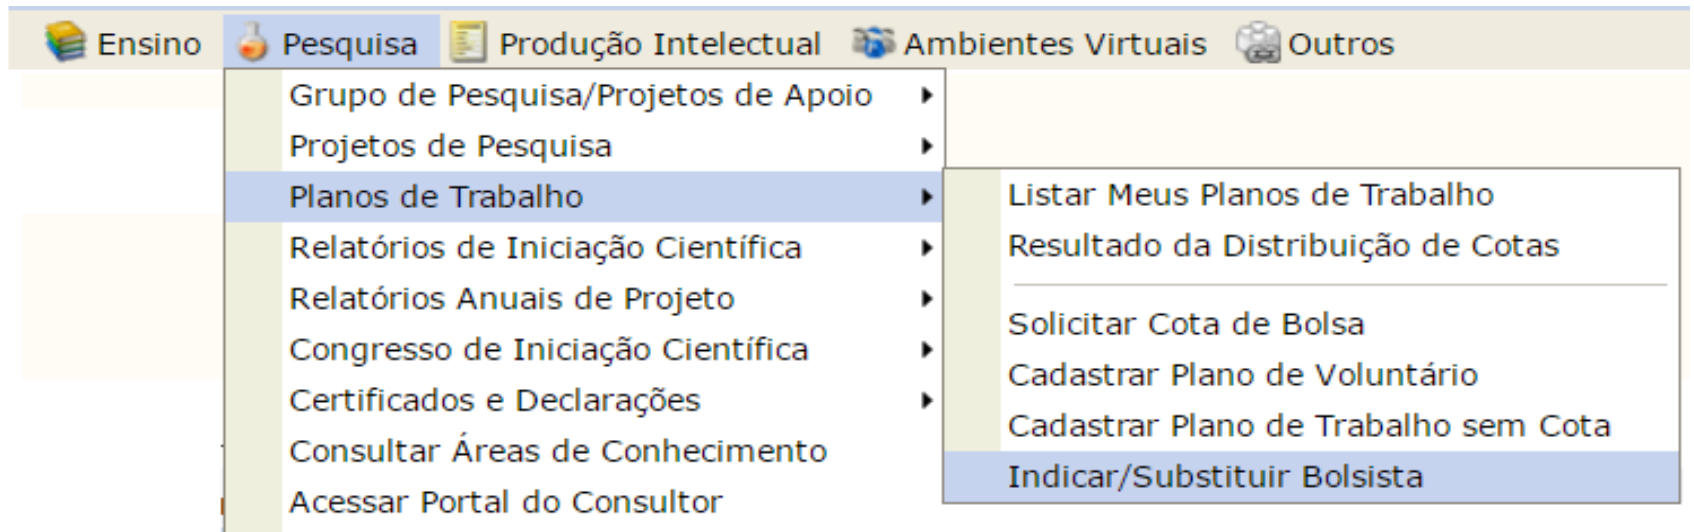 Ensino Pesquisa Produção Intelectual Ambientes Virtuais Outros
Grupo de Pesquisa/Projetos de Apoio
Projetos de Pesquisa
Planos de Trabalho
Relatórios de Iniciação Científica
Relatórios Anuais de Projeto
Congresso de Iniciação Científica
Certificados e Declarações
Consultar Áreas de Conhecimento
Acessar Portal do Consultor
Listar Meus Planos de Trabalho
Resultado da Distribuição de Cotas
Solicitar Cota de Bolsa
Cadastrar Plano de Voluntário
Cadastrar Plano de Trabalho sem Cota
Indicar/Substituir Bolsista